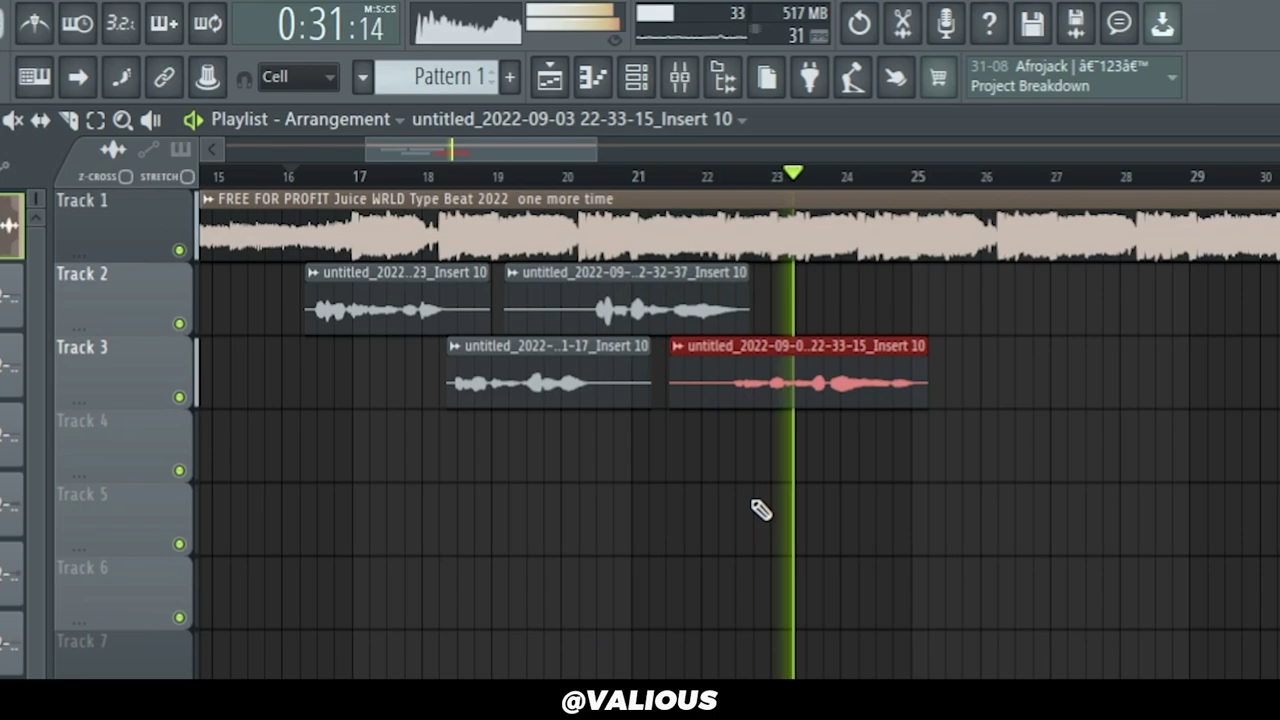 3.2.
0:31:14
M:S:CS
33
517 MB
31
Cell
Pattern 1
+
31-08 Afrojack | â€˜123â€™
Project Breakdown
Playlist - Arrangement
untitled_2022-09-03 22-33-15_Insert 10
Z-CROSS
STRETCH
15 16 17 18 19 20 21 22 23 24 25 26 27 28 29 30
Track 1
FREE FOR PROFIT Juice WRLD Type Beat 2022 one more time
Track 2
untitled_2022..23_Insert 10
untitled_2022-09-..2-32-37_Insert 10
Track 3
untitled_2022-..1-17_Insert 10
untitled_2022-09-0..22-33-15_Insert 10
Track 4
Track 5
Track 6
Track 7
@VALIOUS